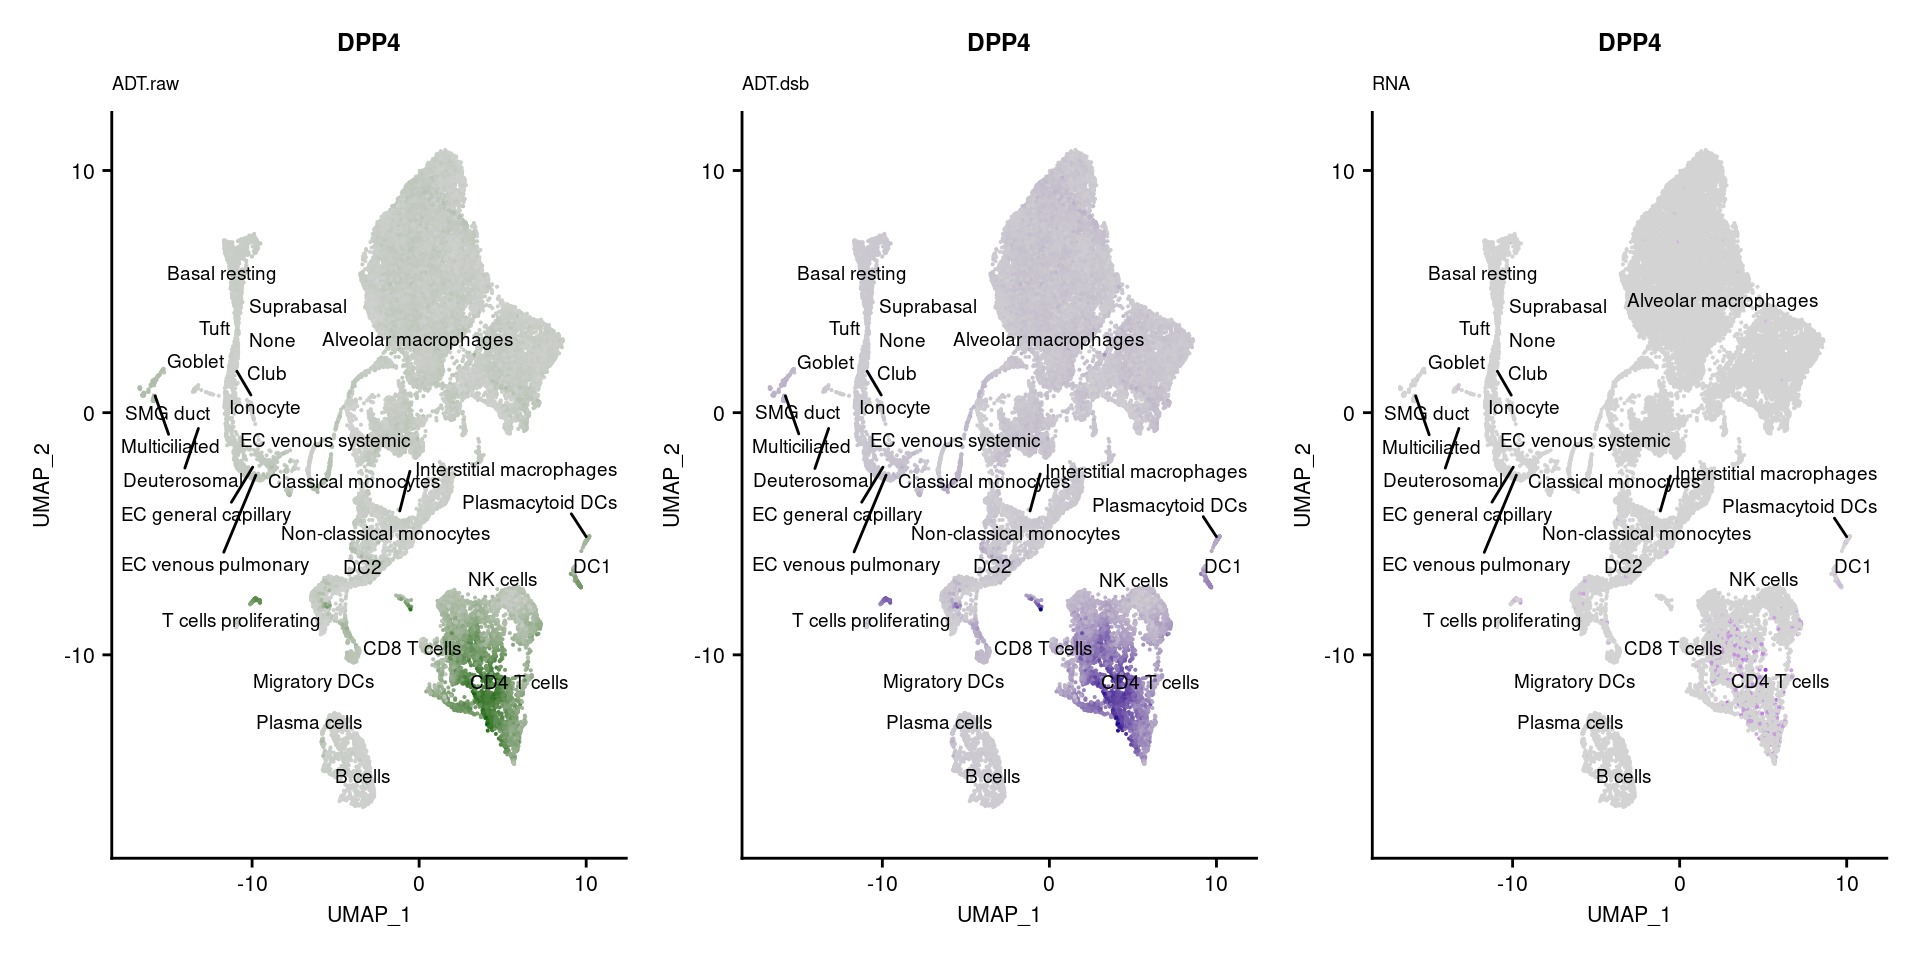 DPP4
ADT.raw
10
0
-10
-10
0
10
UMAP_1
UMAP_2
Basal resting
Suprabasal
Tuft
None
Alveolar macrophages
Goblet
Club
SMG duct
Ionocyte
Multiciliated
EC venous systemic
Interstitial macrophages
Deuterosomal
Classical monocytes
Plasmacytoid DCs
EC general capillary
Non-classical monocytes
EC venous pulmonary
DC2
DC1
NK cells
T cells proliferating
CD8 T cells
Migratory DCs
CD4 T cells
Plasma cells
B cells
DPP4
ADT.dsb
10
0
-10
-10
0
10
UMAP_1
UMAP_2
Basal resting
Suprabasal
Tuft
None
Alveolar macrophages
Goblet
Club
SMG duct
Ionocyte
Multiciliated
EC venous systemic
Interstitial macrophages
Deuterosomal
Classical monocytes
Plasmacytoid DCs
EC general capillary
Non-classical monocytes
EC venous pulmonary
DC2
DC1
NK cells
T cells proliferating
CD8 T cells
Migratory DCs
CD4 T cells
Plasma cells
B cells
DPP4
RNA
10
0
-10
-10
0
10
UMAP_1
UMAP_2
Basal resting
Alveolar macrophages
Suprabasal
Tuft
None
Goblet
Club
SMG duct
Ionocyte
Multiciliated
EC venous systemic
Interstitial macrophages
Deuterosomal
Classical monocytes
Plasmacytoid DCs
EC general capillary
Non-classical monocytes
EC venous pulmonary
DC2
DC1
NK cells
T cells proliferating
CD8 T cells
Migratory DCs
CD4 T cells
Plasma cells
B cells